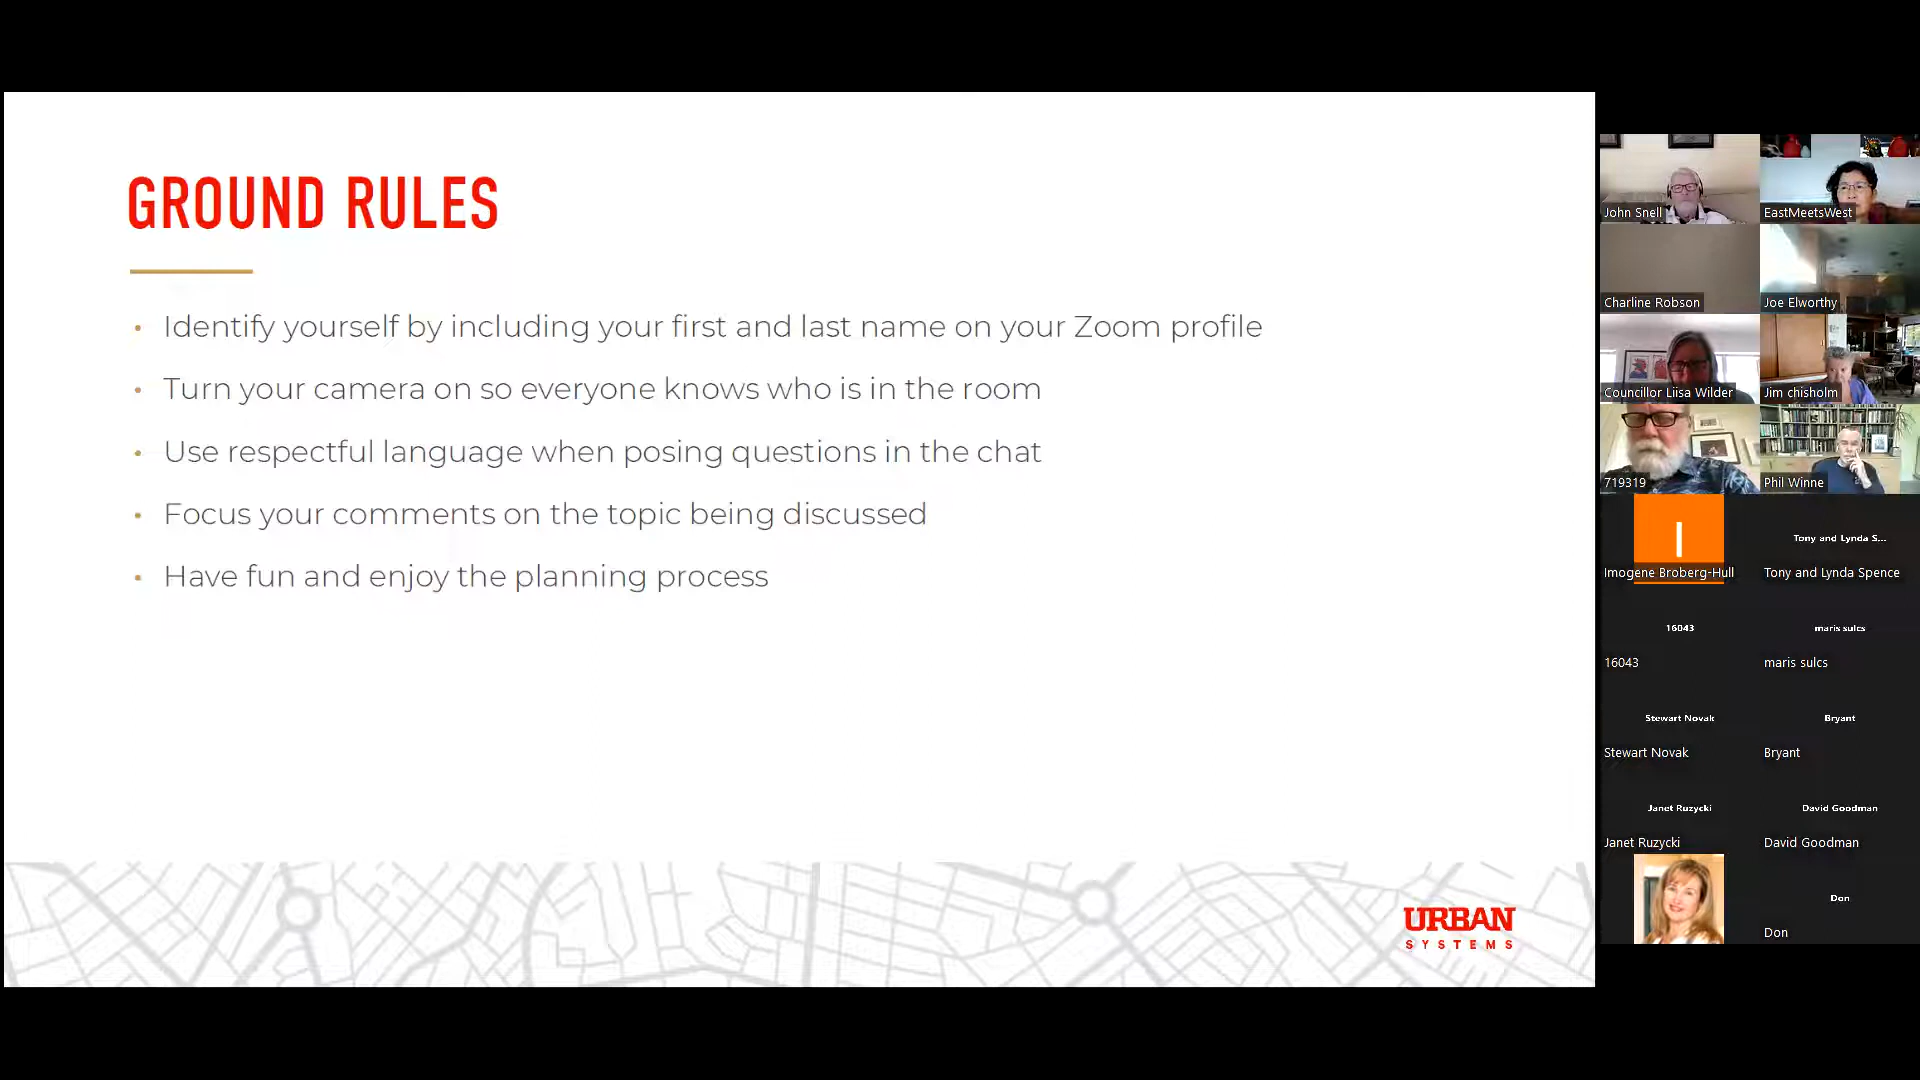 GROUND RULES
Identify yourself by including your first and last name on your Zoom profile
Turn your camera on so everyone knows who is in the room
Use respectful language when posing questions in the chat
Focus your comments on the topic being discussed
Have fun and enjoy the planning process
URBAN
SYSTEMS
John Snell
EastMeetsWest
Charline Robson
Joe Elworthy
Councillor Liisa Wilder
Jim chisholm
719319
Phil Winne
I
Imogene Broberg-Hull
Tony and Lynda S...
Tony and Lynda Spence
16043
16043
maris sulcs
maris sulcs
Stewart Novak
Stewart Novak
Bryant
Bryant
Janet Ruzycki
Janet Ruzycki
David Goodman
David Goodman
Don
Don